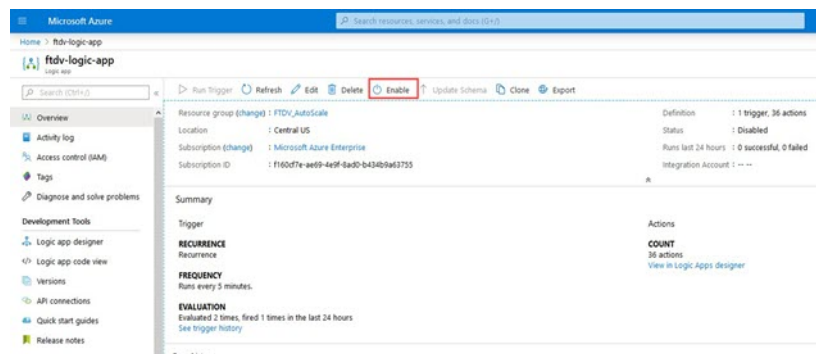 Microsoft Azure
Search resources, services, and docs (G+/)
Home > ftdv-logic-app
ftdv-logic-app
Logic app
Search (Ctrl+/)
Run Trigger Refresh Edit Delete Enable Update Schema Clone Export
Overview
Activity log
Access control (IAM)
Tags
Diagnose and solve problems
Development Tools
Logic app designer
Logic app code view
Versions
API connections
Quick start guides
Release notes
Resource group (change) : FTDV_AutoScale
Location : Central US
Subscription (change) : Microsoft Azure Enterprise
Subscription ID : f160cf7e-ae69-4e9f-8ad0-b434b9a63755
Definition : 1 trigger, 36 actions
Status : Disabled
Runs last 24 hours : 0 successful, 0 failed
Integration Account : -- --
Summary
Trigger
RECURRENCE
Recurrence
FREQUENCY
Runs every 5 minutes.
EVALUATION
Evaluated 2 times, fired 1 times in the last 24 hours
See trigger history
Actions
COUNT
36 actions
View in Logic Apps designer